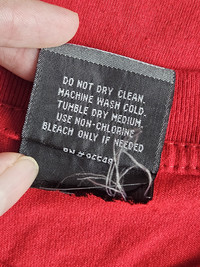 DO NOT DRY CLEAN.
MACHINE WASH COLD.
TUMBLE DRY MEDIUM.
USE NON-CHLORINE
BLEACH ONLY IF NEEDED